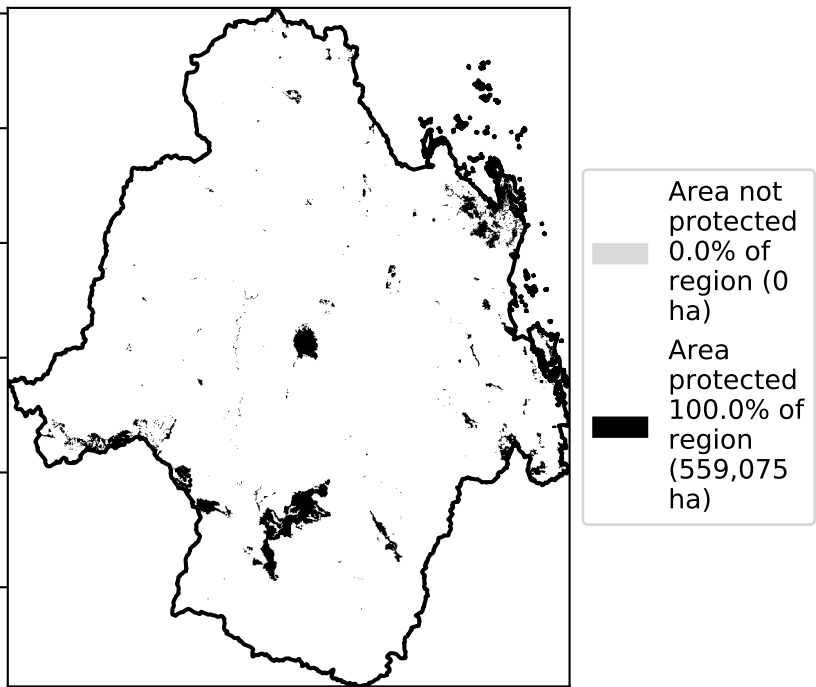 Area not
protected
0.0% of
region (0
ha)
Area
protected
100.0% of
region
(559,075
ha)